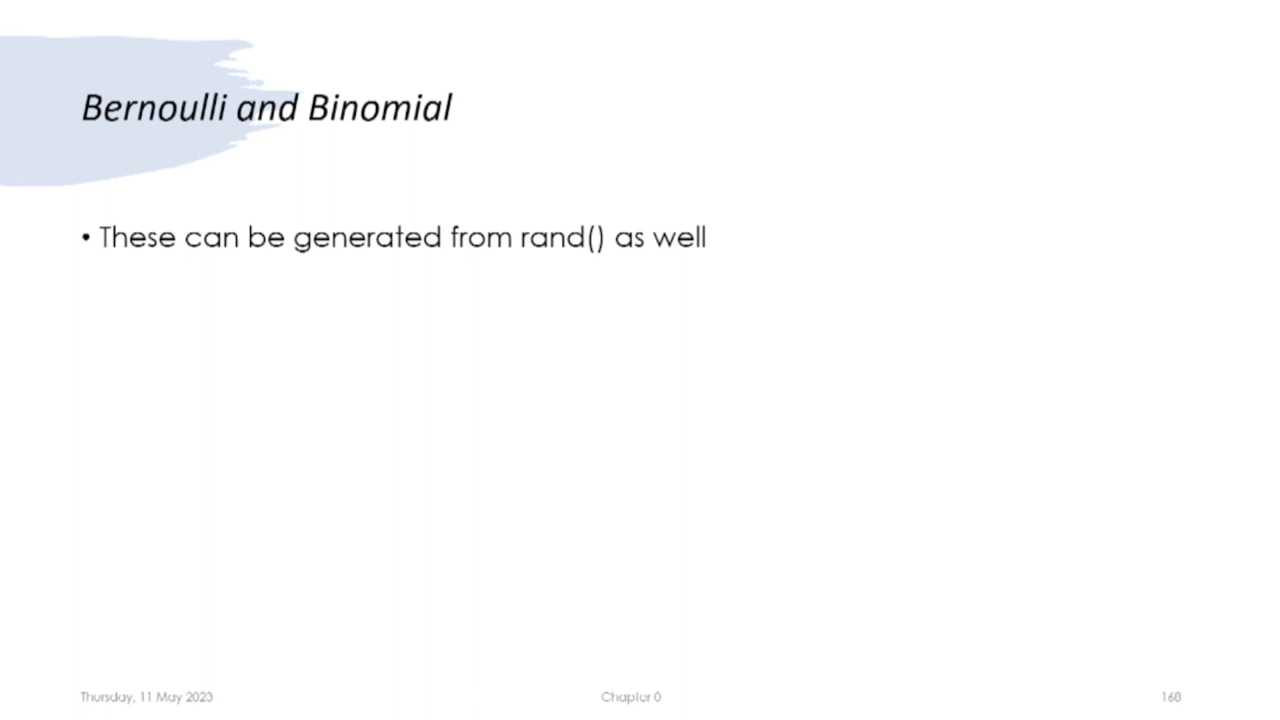 Bernoulli and Binomial
• These can be generated from rand() as well
Thursday, 11 May 2023
Chapter 0
160